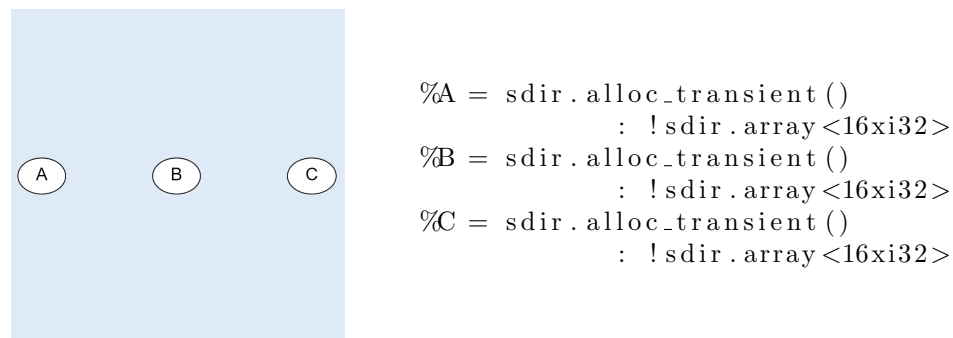 A B C
%A = sdir.alloc_transient()
: !sdir.array<16xi32>
%B = sdir.alloc_transient()
: !sdir.array<16xi32>
%C = sdir.alloc_transient()
: !sdir.array<16xi32>